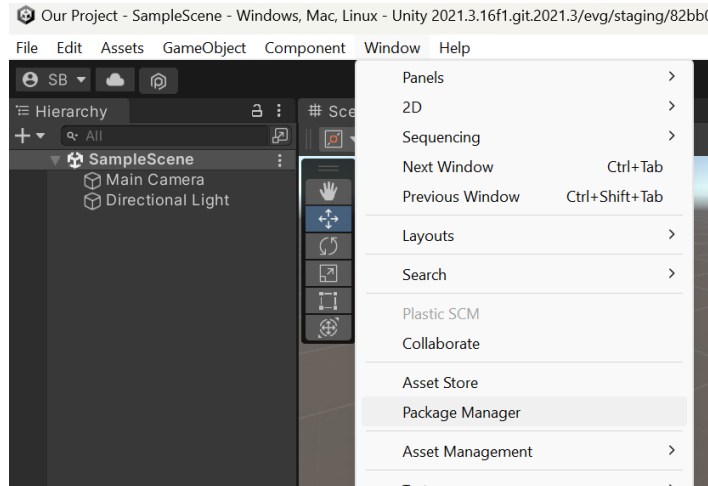 Our Project - SampleScene - Windows, Mac, Linux - Unity 2021.3.16f1.git.2021.3/evg/staging/82bb
File Edit Assets GameObject Component Window Help
SB
Hierarchy
All
SampleScene
Main Camera
Directional Light
# Sce
Panels
2D
Sequencing
Next Window Ctrl+Tab
Previous Window Ctrl+Shift+Tab
Layouts
Search
Plastic SCM
Collaborate
Asset Store
Package Manager
Asset Management